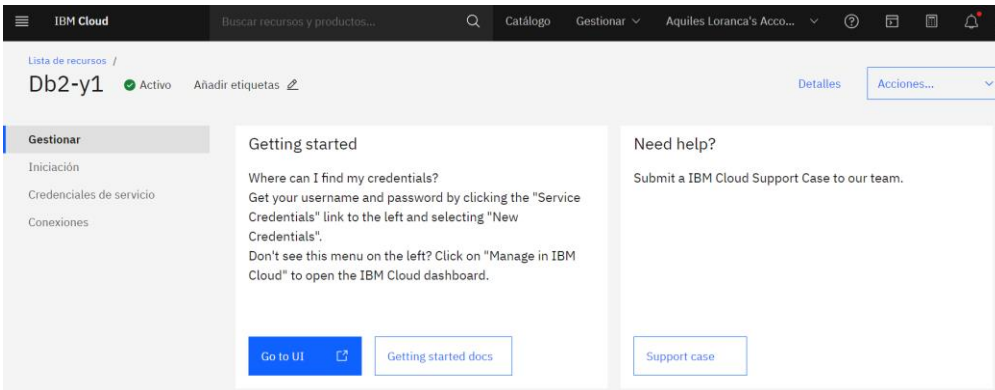 IBM Cloud
Buscar recursos y productos...
Catálogo
Gestionar
Aquiles Loranca's Acco...
Lista de recursos /
Db2-y1
Activo
Añadir etiquetas
Detalles
Acciones...
Gestionar
Iniciación
Credenciales de servicio
Conexiones
Getting started
Where can I find my credentials?
Get your username and password by clicking the "Service
Credentials" link to the left and selecting "New
Credentials".
Don't see this menu on the left? Click on "Manage in IBM
Cloud" to open the IBM Cloud dashboard.
Go to UI
Getting started docs
Need help?
Submit a IBM Cloud Support Case to our team.
Support case